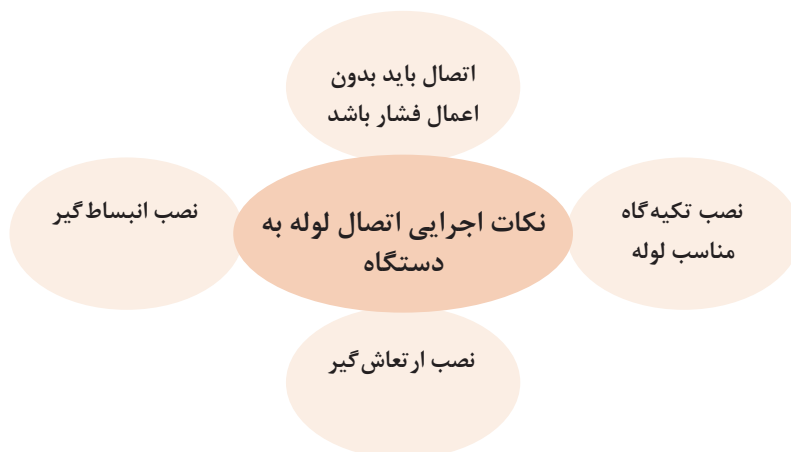 اتصال باید بدون
اعمال فشار باشد
نصب تکیه‌گاه
مناسب لوله
نکات اجرایی اتصال لوله به
دستگاه
نصب انبساط‌گیر
نصب ارتعاش‌گیر